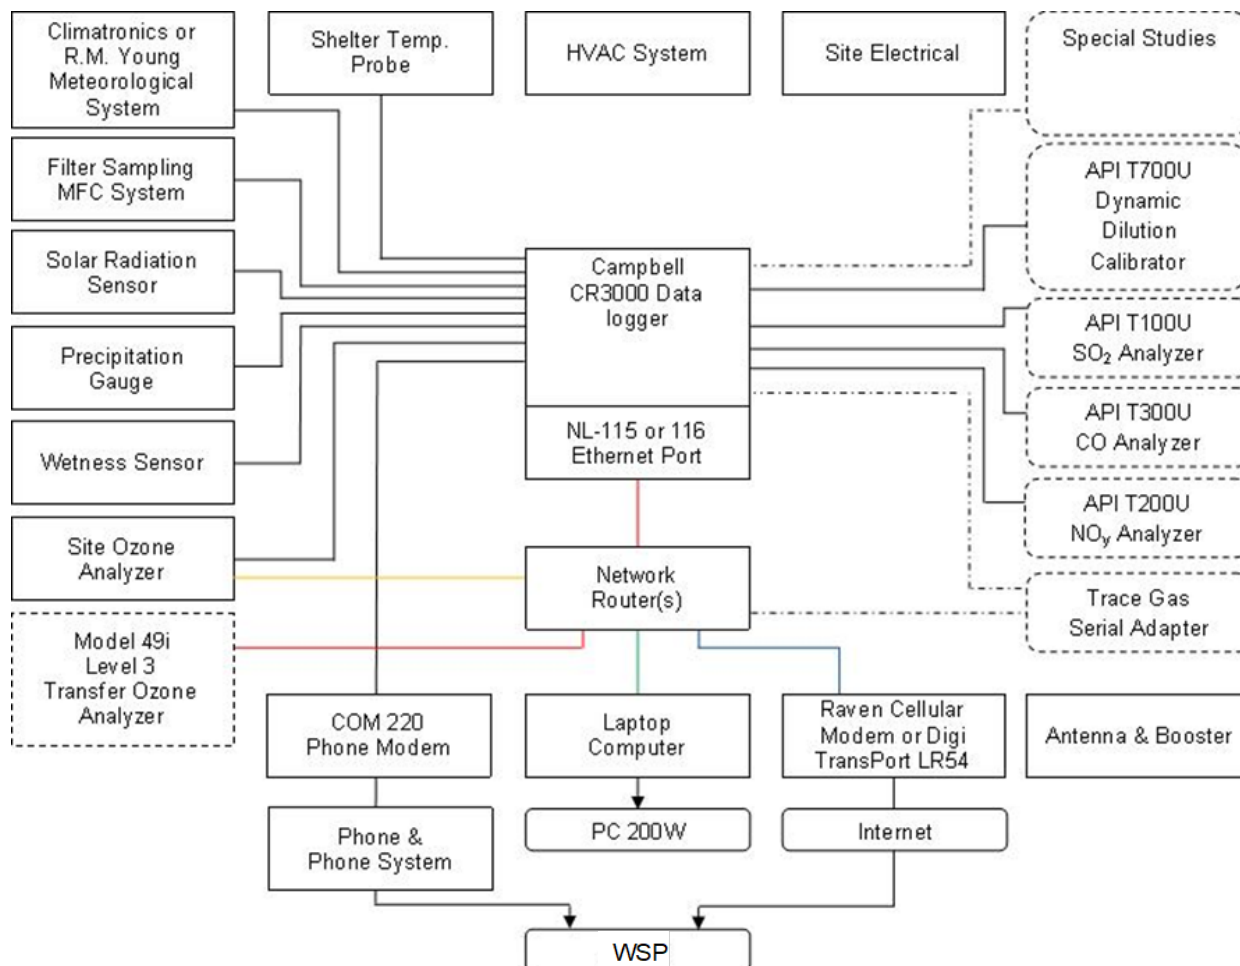 Climatronics or
R.M. Young
Meteorological
System
Shelter Temp.
Probe
HVAC System
Site Electrical
Special Studies
Filter Sampling
MFC System
API T700U
Dynamic
Dilution
Calibrator
Solar Radiation
Sensor
Campbell
CR3000 Data
logger
Precipitation
Gauge
API T100U
SO₂ Analyzer
API T300U
CO Analyzer
NL-115 or 116
Ethernet Port
Wetness Sensor
API T200U
NOy Analyzer
Site Ozone
Analyzer
Network
Router(s)
Trace Gas
Serial Adapter
Model 49i
Level 3
Transfer Ozone
Analyzer
COM 220
Phone Modem
Laptop
Computer
Raven Cellular
Modem or Digi
TransPort LR54
Antenna & Booster
Phone &
Phone System
PC 200W
Internet
WSP